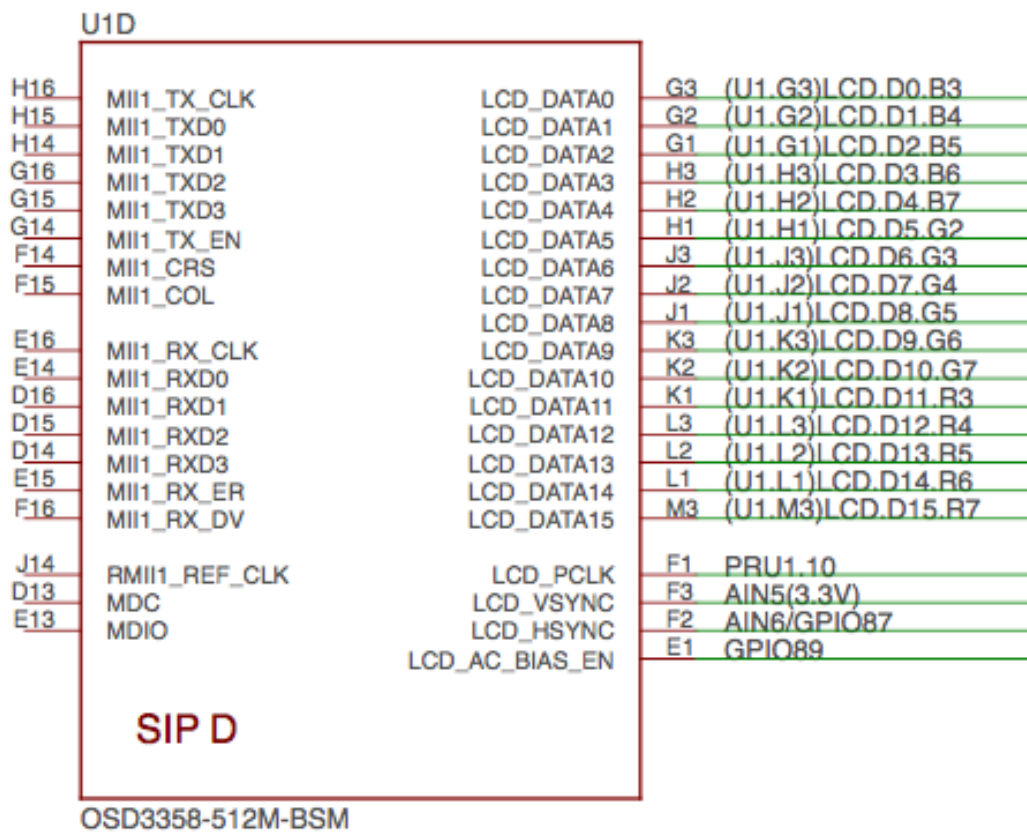 U1D
H16 MII1_TX_CLK LCD_DATA0 G3 (U1.G3)LCD.D0.B3
H15 MII1_TXD0 LCD_DATA1 G2 (U1.G2)LCD.D1.B4
H14 MII1_TXD1 LCD_DATA2 G1 (U1.G1)LCD.D2.B5
G16 MII1_TXD2 LCD_DATA3 H3 (U1.H3)LCD.D3.B6
G15 MII1_TXD3 LCD_DATA4 H2 (U1.H2)LCD.D4.B7
G14 MII1_TX_EN LCD_DATA5 H1 (U1.H1)LCD.D5.G2
F14 MII1_CRS LCD_DATA6 J3 (U1.J3)LCD.D6.G3
F15 MII1_COL LCD_DATA7 J2 (U1.J2)LCD.D7.G4
LCD_DATA8 J1 (U1.J1)LCD.D8.G5
E16 MII1_RX_CLK LCD_DATA9 K3 (U1.K3)LCD.D9.G6
E14 MII1_RXD0 LCD_DATA10 K2 (U1.K2)LCD.D10.G7
D16 MII1_RXD1 LCD_DATA11 K1 (U1.K1)LCD.D11.R3
D15 MII1_RXD2 LCD_DATA12 L3 (U1.L3)LCD.D12.R4
D14 MII1_RXD3 LCD_DATA13 L2 (U1.L2)LCD.D13.R5
E15 MII1_RX_ER LCD_DATA14 L1 (U1.L1)LCD.D14.R6
F16 MII1_RX_DV LCD_DATA15 M3 (U1.M3)LCD.D15.R7
J14 RMII1_REF_CLK LCD_PCLK F1 PRU1.10
D13 MDC LCD_VSYNC F3 AIN5(3.3V)
E13 MDIO LCD_HSYNC F2 AIN6/GPIO87
LCD_AC_BIAS_EN E1 GPIO89
SIP D
OSD3358-512M-BSM